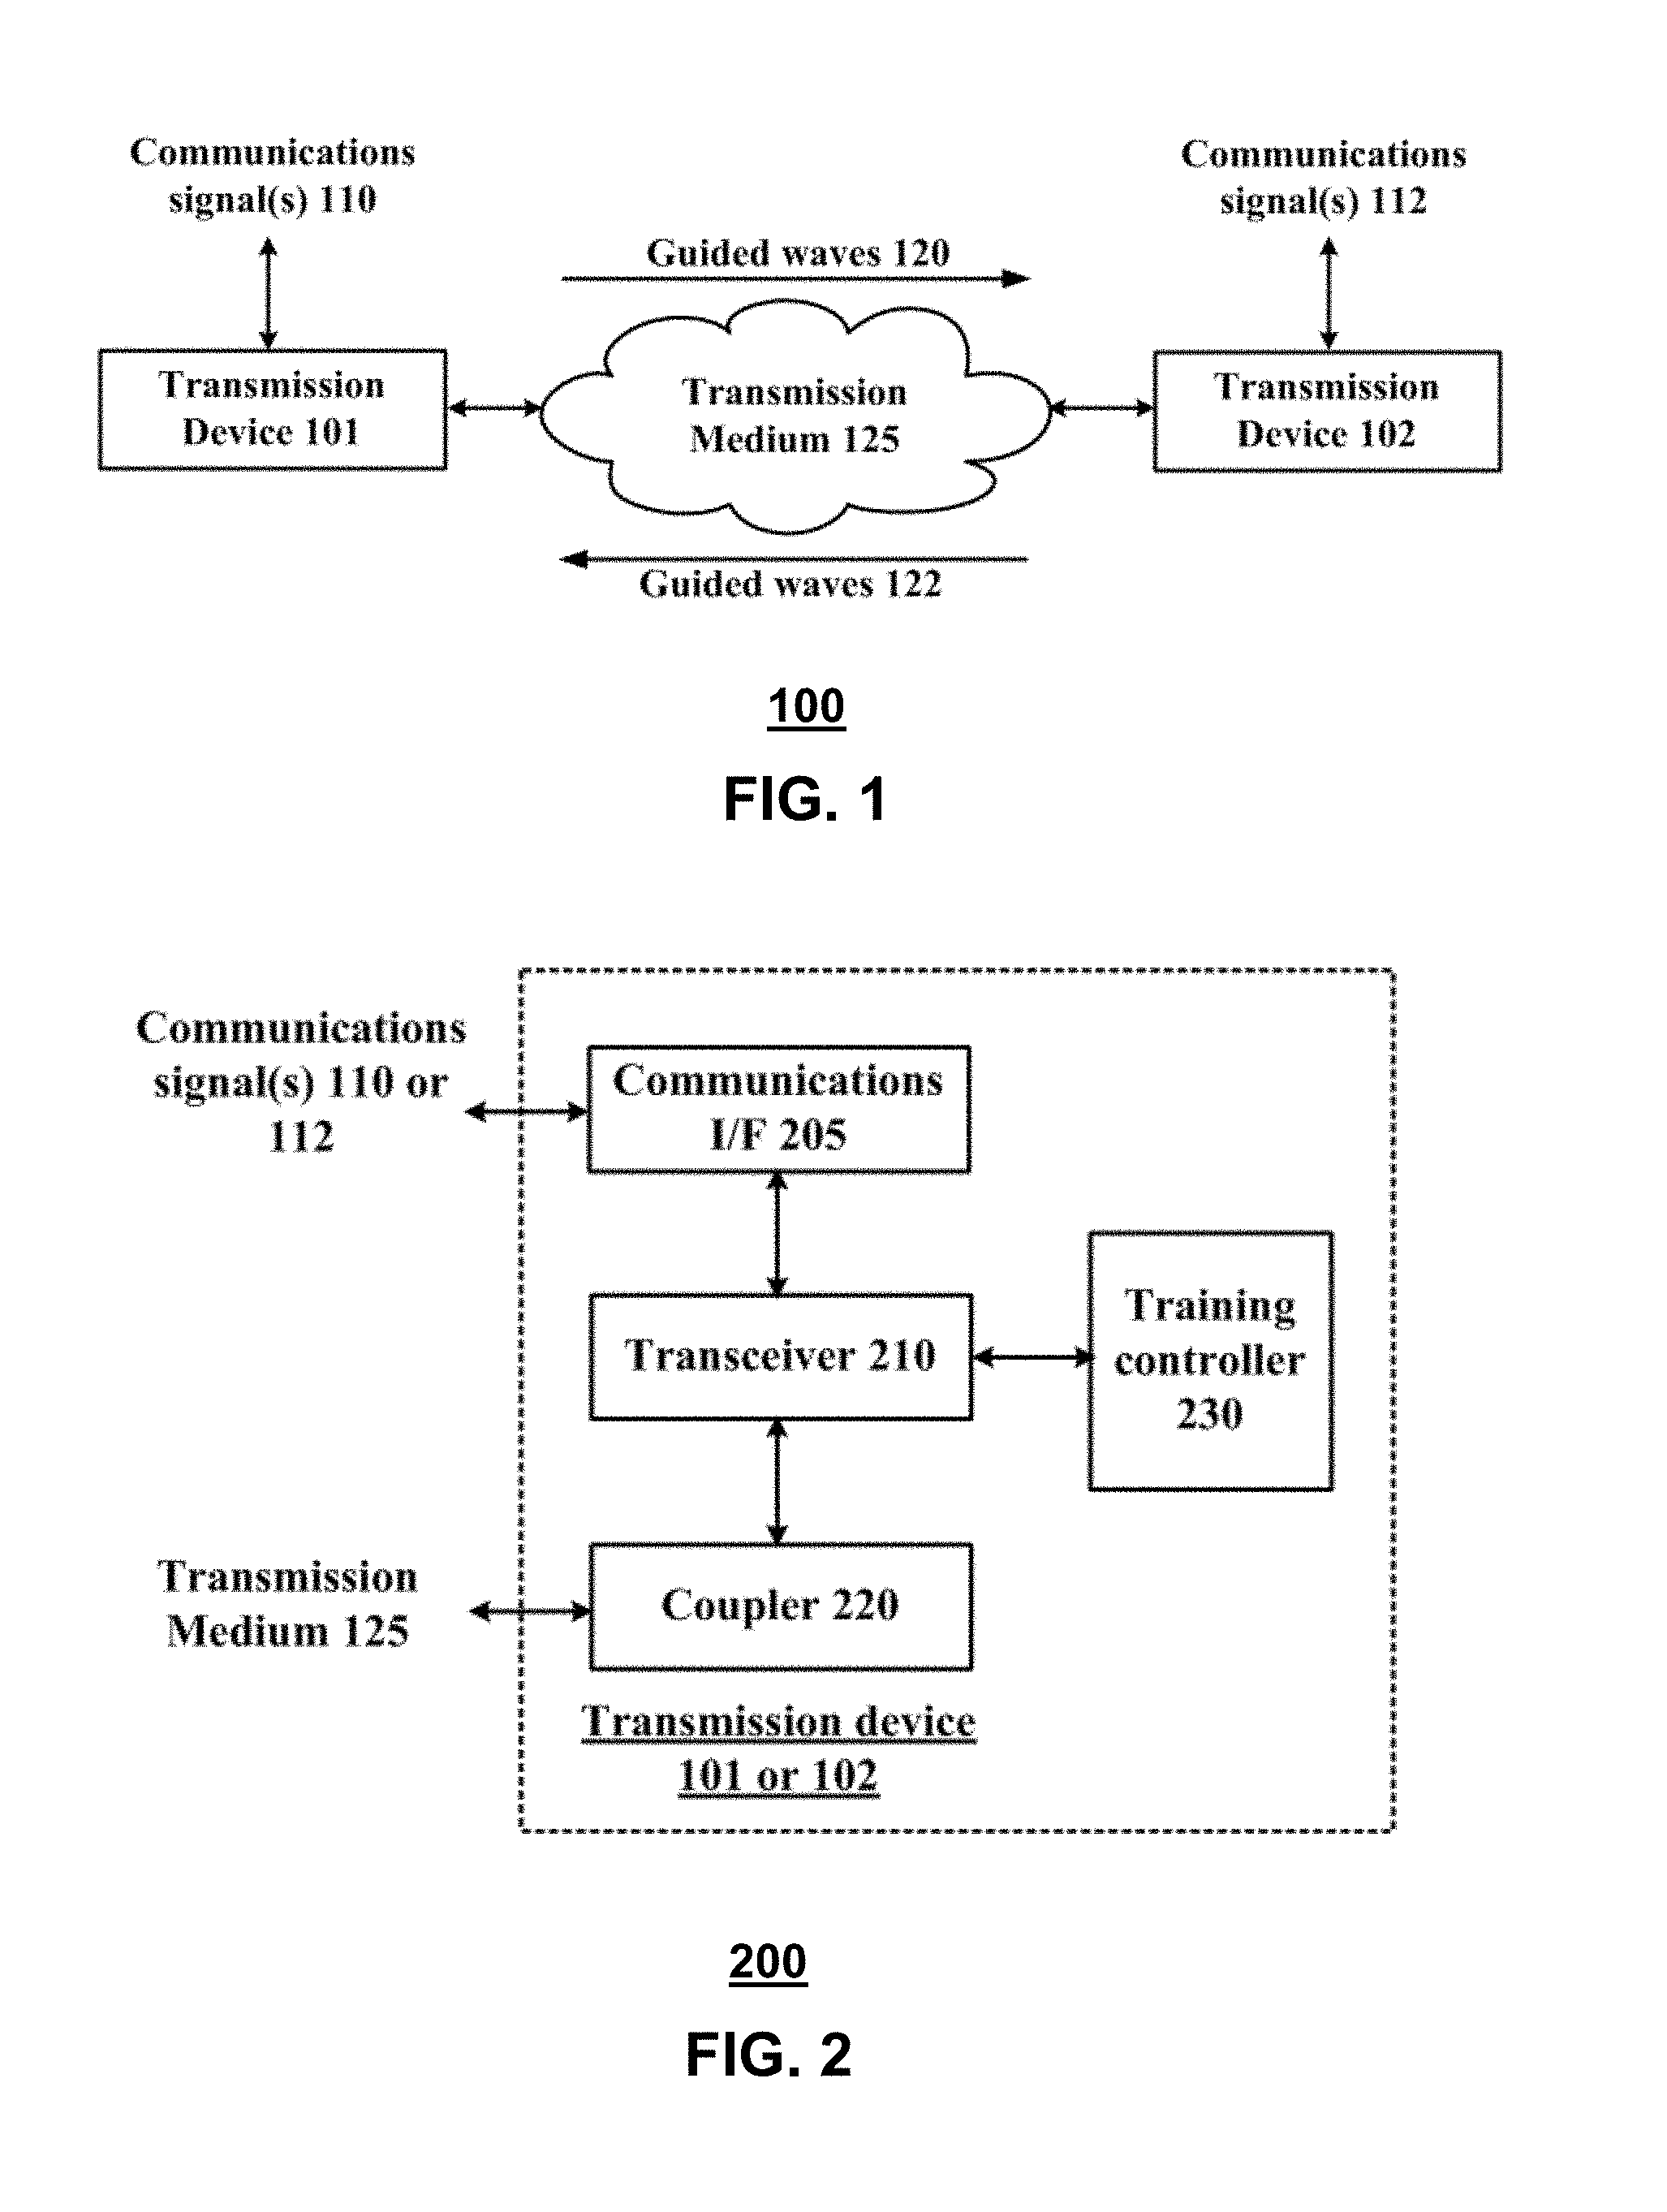 Communications
signal(s) 110
Communications
signal(s) 112
Guided waves 120
Transmission
Device 101
Transmission
Medium 125
Transmission
Device 102
Guided waves 122
100
FIG. 1
Communications
signal(s) 110 or
112
Communications
I/F 205
Transceiver 210
Training
controller
230
Transmission
Medium 125
Coupler 220
Transmission device
101 or 102
200
FIG. 2